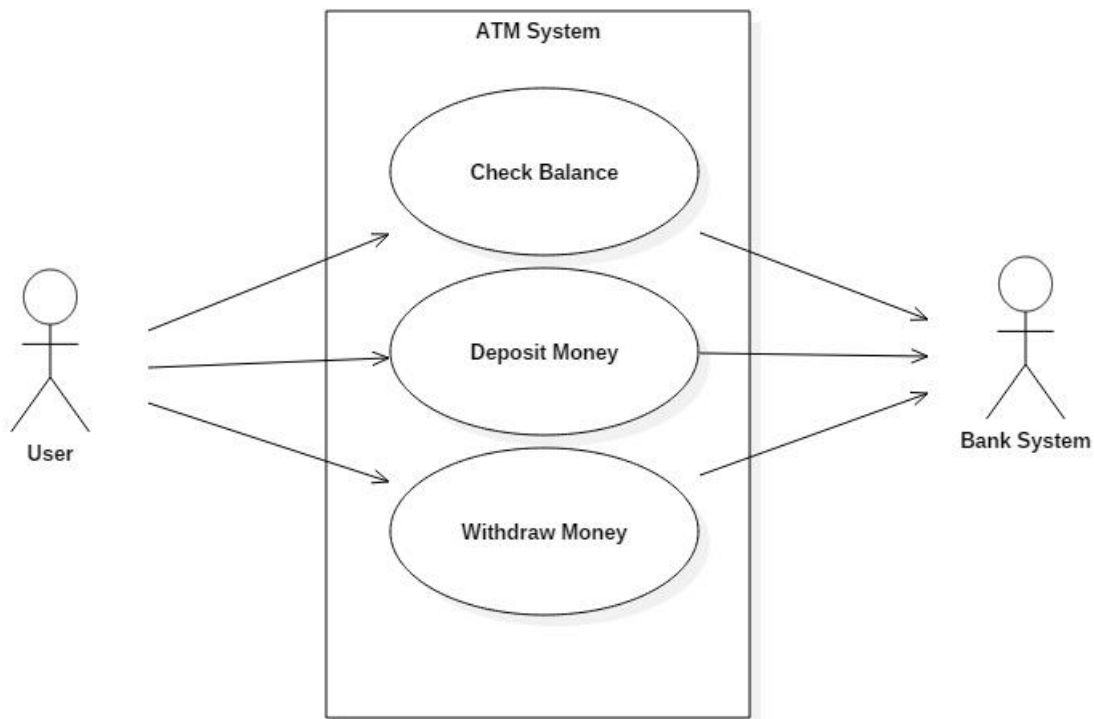 ATM System
Check Balance
Deposit Money
Withdraw Money
User
Bank System